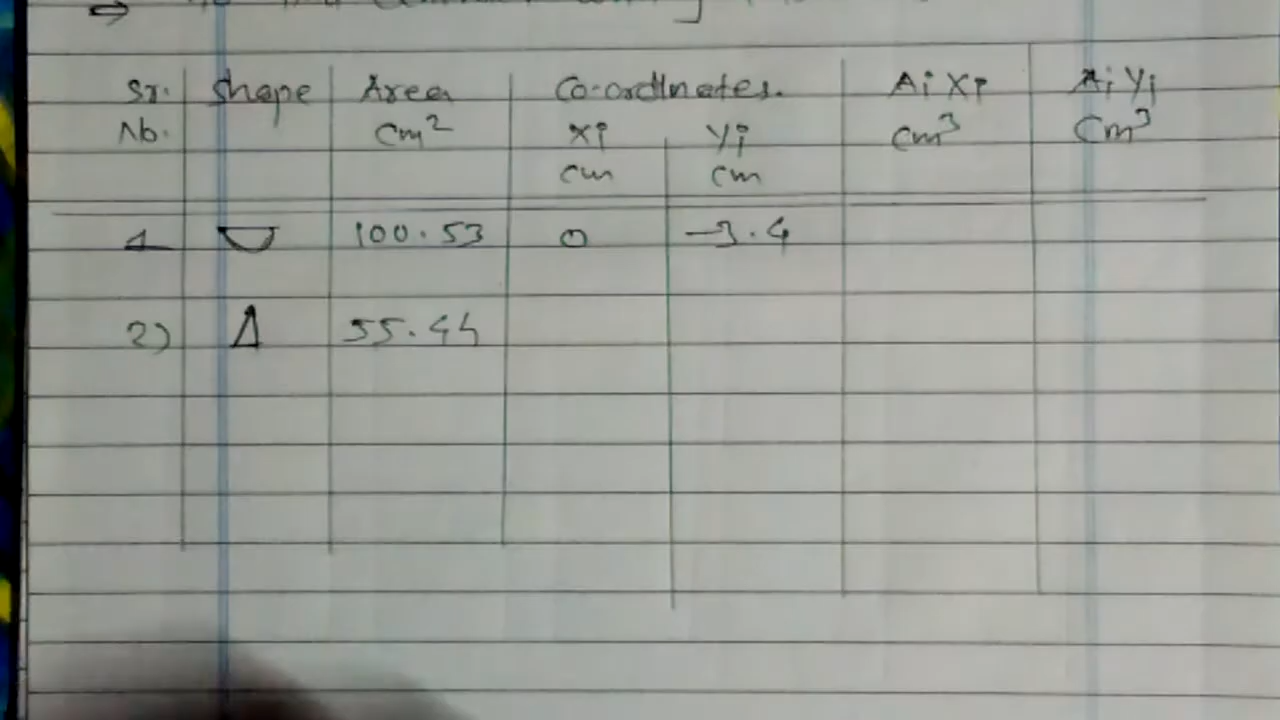 ⇒
Sr. Shape Area Co-ordinates. Ai Xi Ai Yi
No. cm² xi yi cm³ cm³
cm cm
1 100.53 0 -3.4
2) 55.44